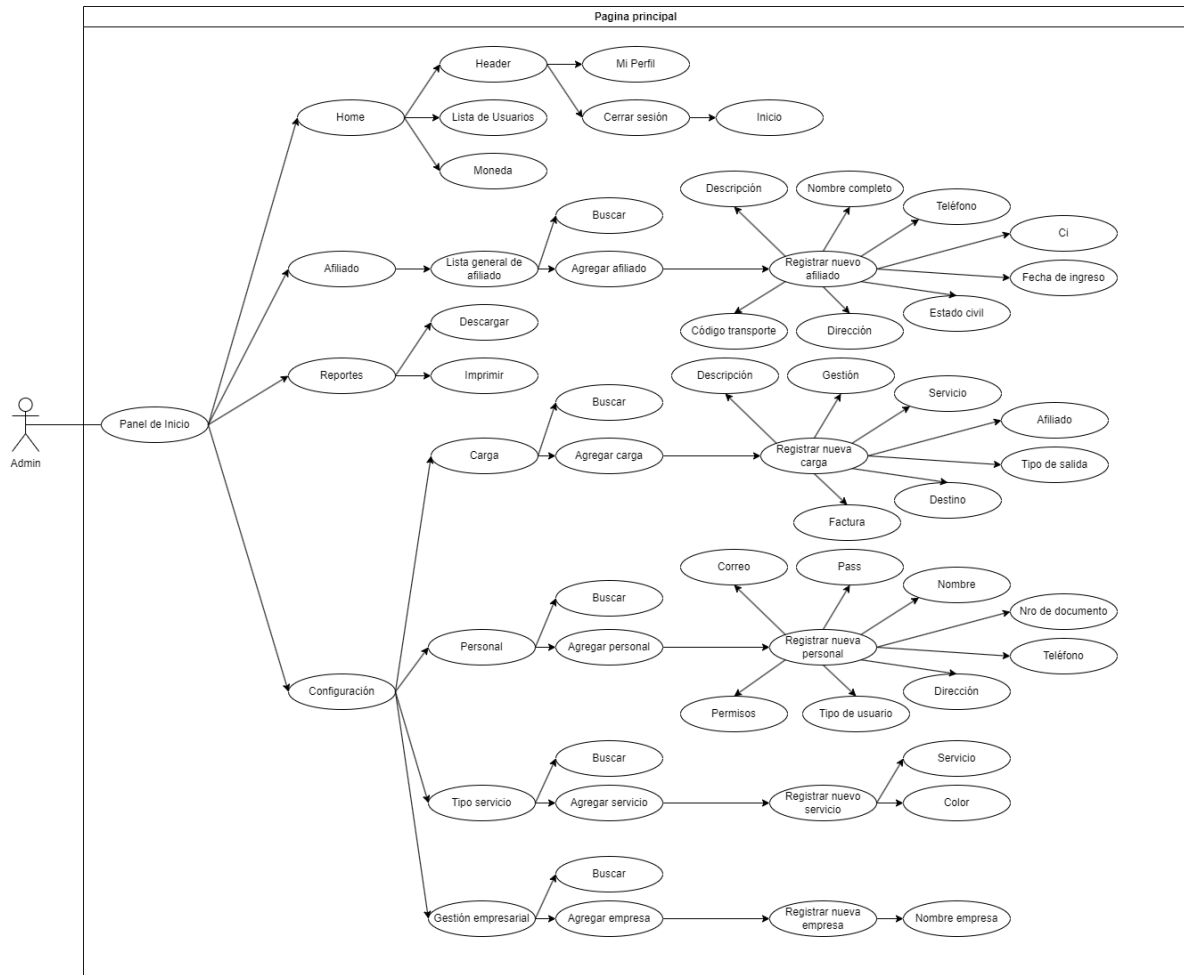 Pagina principal
Header
Mi Perfil
Home
Lista de Usuarios
Cerrar sesión
Inicio
Moneda
Descripción
Nombre completo
Teléfono
Buscar
Ci
Afiliado
Lista general de
afiliado
Agregar afiliado
Registrar nuevo
afiliado
Fecha de ingreso
Estado civil
Código transporte
Dirección
Descargar
Reportes
Imprimir
Descripción
Gestión
Servicio
Buscar
Afiliado
Panel de Inicio
Admin
Carga
Agregar carga
Registrar nueva
carga
Tipo de salida
Destino
Factura
Correo
Pass
Nombre
Buscar
Nro de documento
Personal
Agregar personal
Registrar nueva
personal
Teléfono
Configuración
Dirección
Permisos
Tipo de usuario
Buscar
Servicio
Tipo servicio
Agregar servicio
Registrar nuevo
servicio
Color
Buscar
Gestión empresarial
Agregar empresa
Registrar nueva
empresa
Nombre empresa